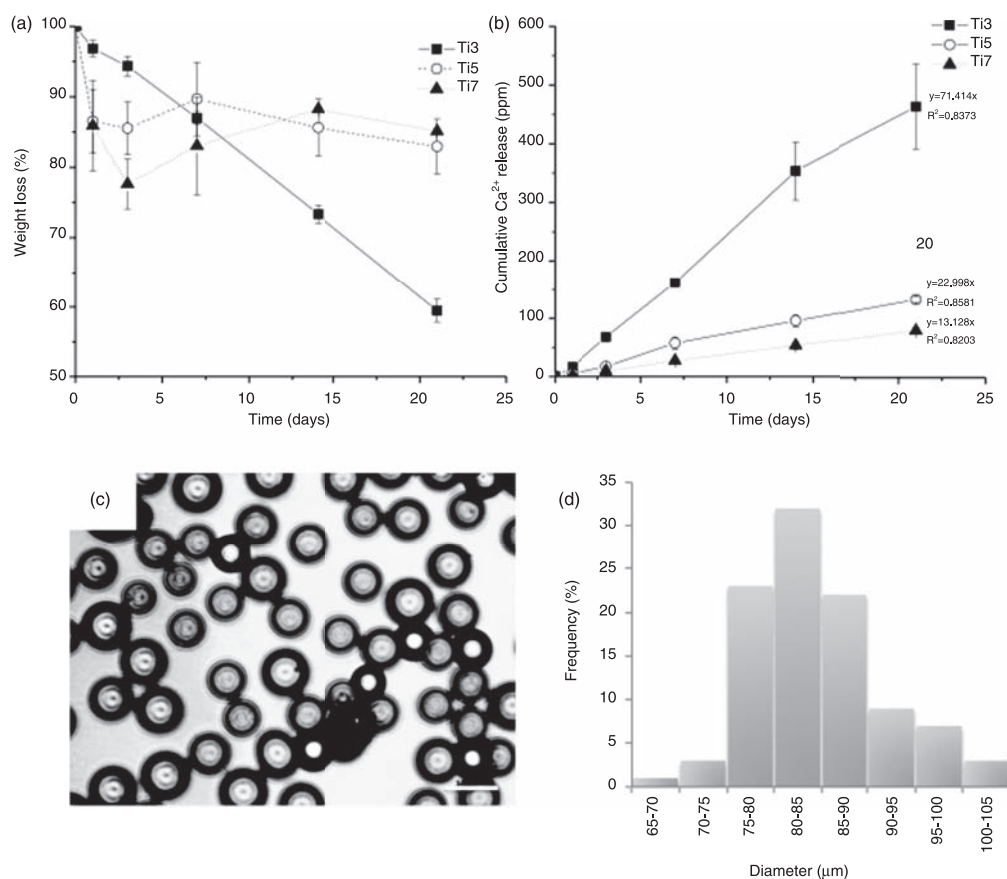 (a)
100
90
80
70
60
50
Weight loss (%)
0
5
10
15
20
25
Time (days)
Ti3
Ti5
Ti7
(b)
600
500
400
300
200
100
0
Cumulative Ca²⁺ release (ppm)
0
5
10
15
20
25
Time (days)
Ti3
Ti5
Ti7
y=71.414x
R²=0.8373
20
y=22.998x
R²=0.8581
y=13.128x
R²=0.8203
(c)
(d)
35
30
25
20
15
10
5
0
Frequency (%)
65-70
70-75
75-80
80-85
85-90
90-95
95-100
100-105
Diameter (μm)